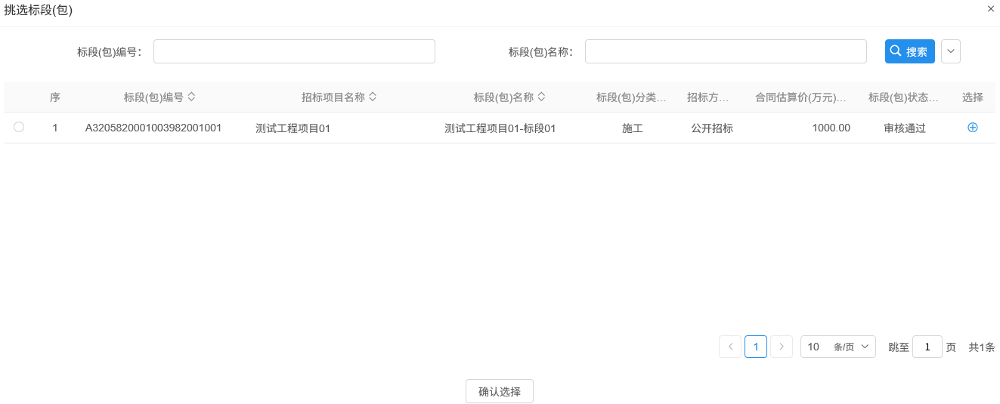 挑选标段(包)
标段(包)编号： 标段(包)名称： 搜索
序 标段(包)编号 招标项目名称 标段(包)名称 标段(包)分类... 招标方... 合同估算价(万元)... 标段(包)状态... 选择
1 A3205820001003982001001 测试工程项目01 测试工程项目01-标段01 施工 公开招标 1000.00 审核通过
1 10 条/页 跳至 1 页 共1条
确认选择